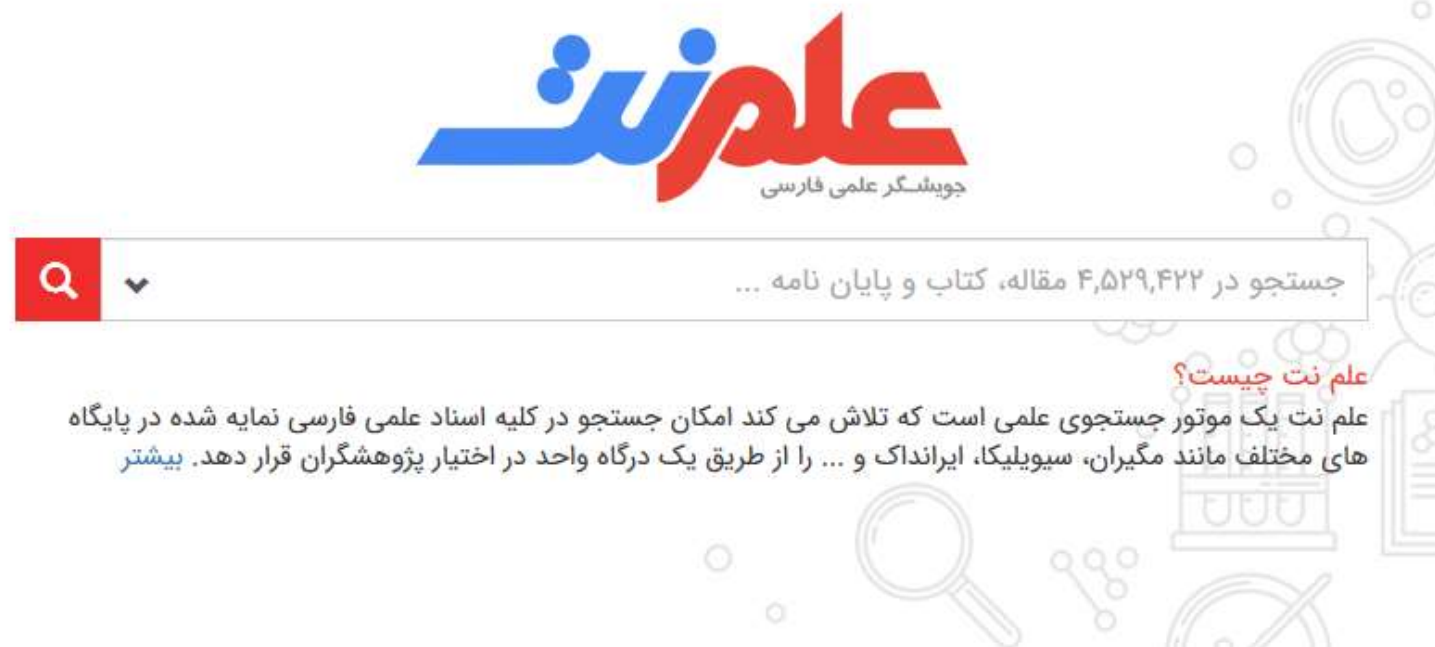 علم نت
جویشگر علمی فارسی
جستجو در ۴,۵۲۹,۴۲۲ مقاله، کتاب و پایان نامه ...
علم نت چیست؟
علم نت یک موتور جستجوی علمی است که تلاش می کند امکان جستجو در کلیه اسناد علمی فارسی نمایه شده در پایگاه
های مختلف مانند مگیران، سیویلیکا، ایرانداک و ... را از طریق یک درگاه واحد در اختیار پژوهشگران قرار دهد. بیشتر